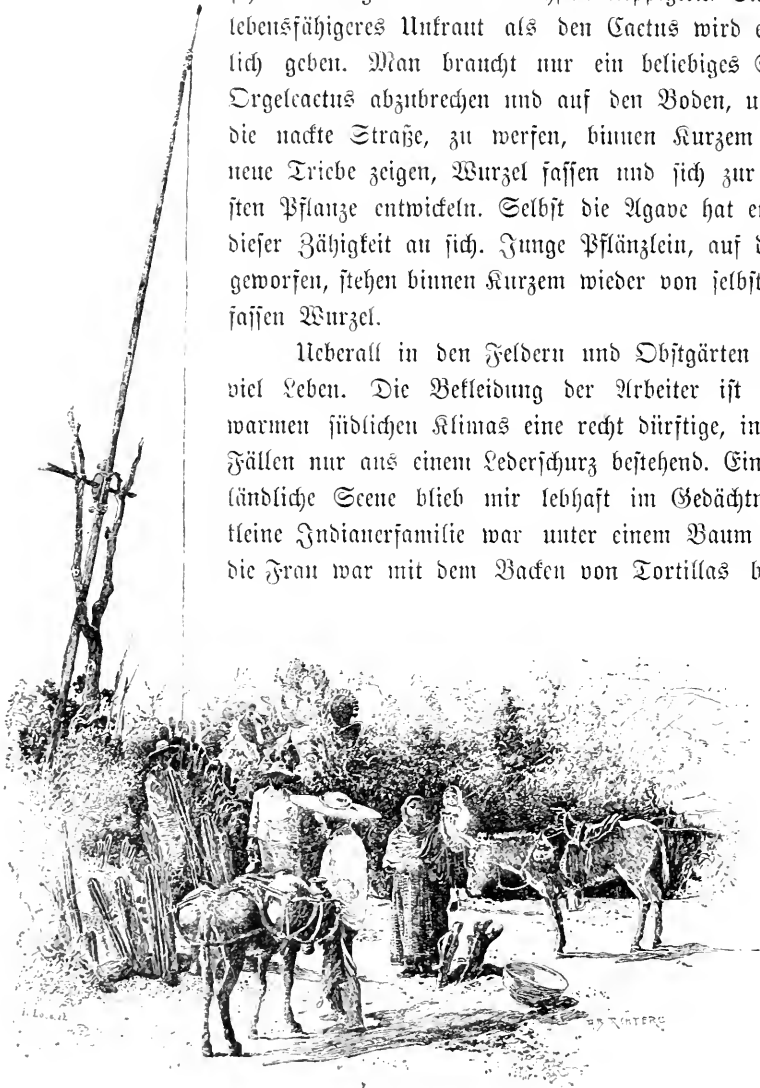 lebensfähigeres Unkraut als den Cactus wird e
lich geben. Man braucht nur ein beliebiges
Orgelcactus abzubrechen und auf den Boden, u
die nackte Straße, zu werfen, binnen Kurzem
neue Triebe zeigen, Wurzel fassen und sich zur
sten Pflanze entwickeln. Selbst die Agave hat e
dieser Zähigkeit an sich. Junge Pflänzlein, auf
geworfen, stehen binnen Kurzem wieder von selbst
fassen Wurzel.
Ueberall in den Feldern und Obstgärten
viel Leben. Die Bekleidung der Arbeiter ist
warmen südlichen Klimas eine recht dürftige, in
Fällen nur aus einem Lederschurz bestehend. Ein
ländliche Scene blieb mir lebhaft im Gedächtn
kleine Indianerfamilie war unter einem Baum
die Frau war mit dem Backen von Tortillas b